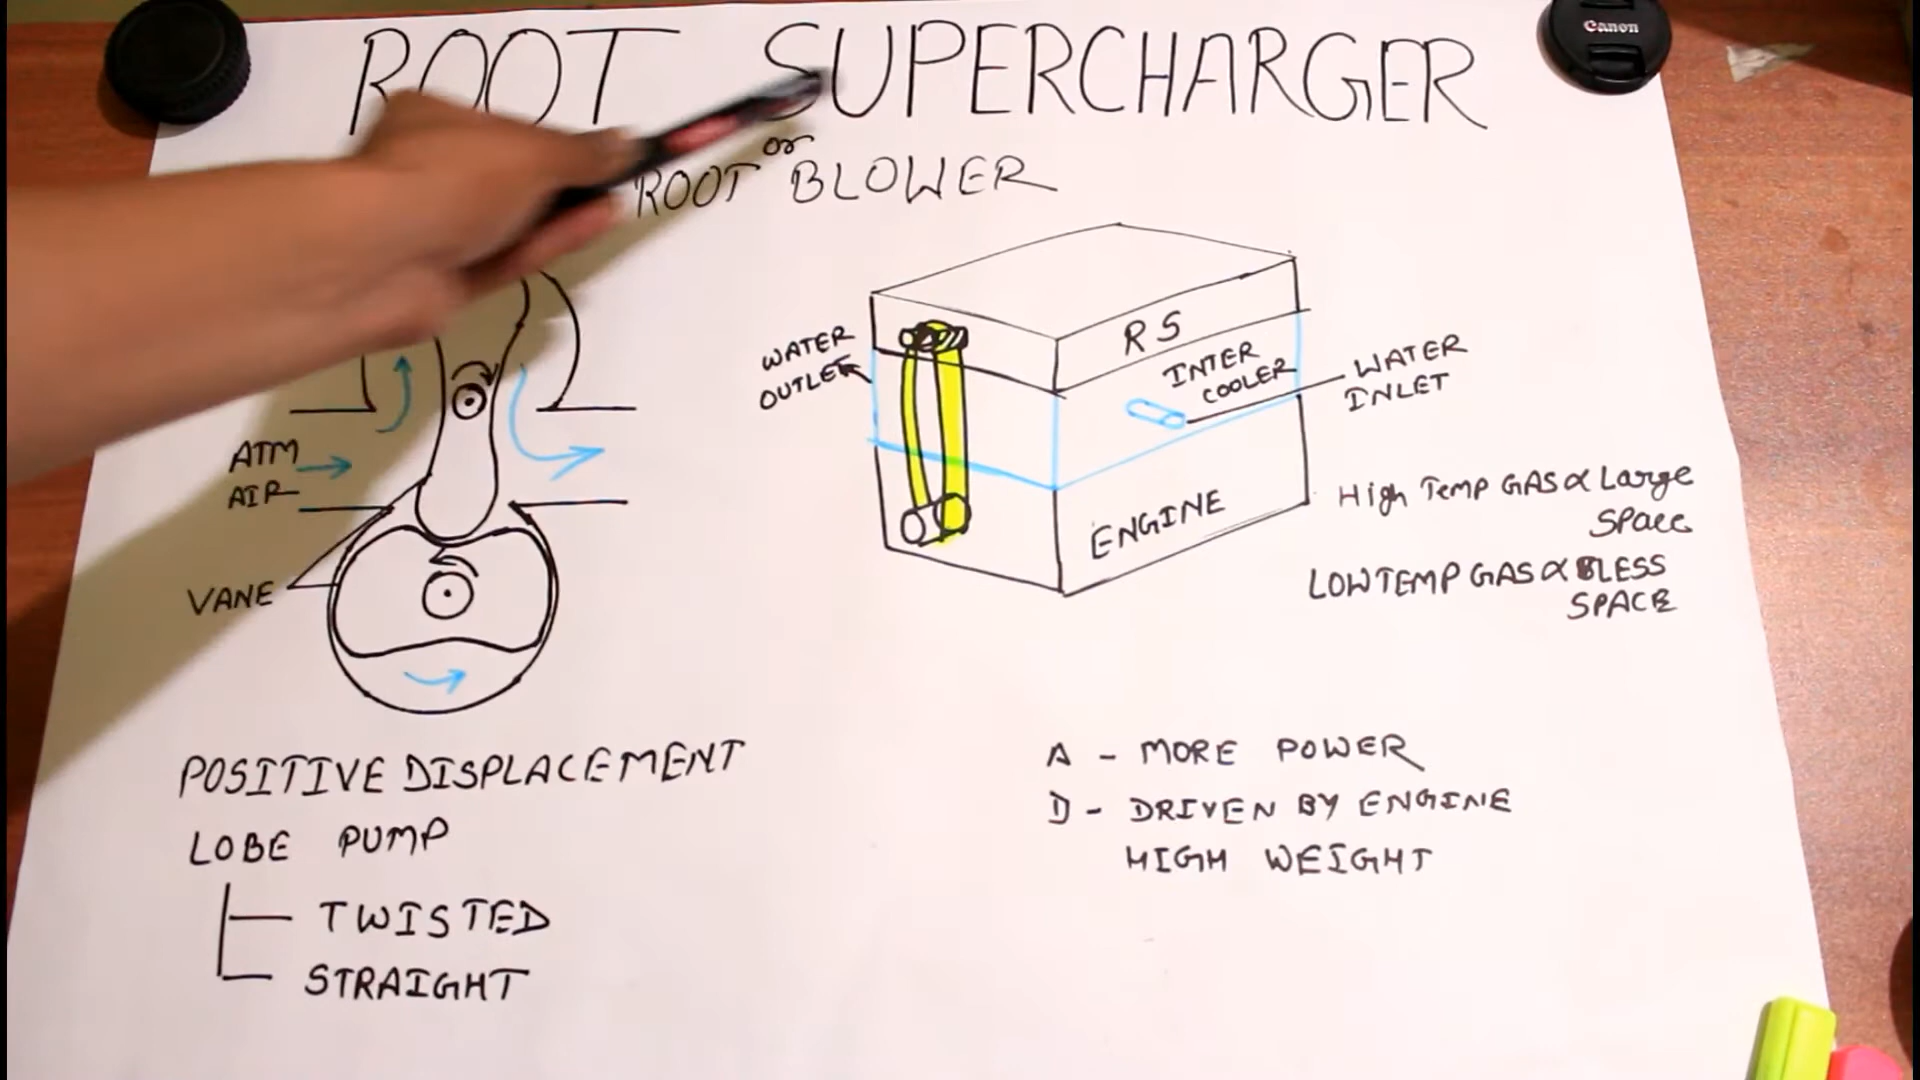 ROOT SUPERCHARGER
or
ROOT BLOWER
Canon
ATM
AIR
VANE
WATER
OUTLET
RS
INTER
COOLER
WATER
INLET
ENGINE
High Temp GAS ∝ Large
Space
LOW TEMP GAS ∝ LESS
SPACE
POSITIVE DISPLACEMENT
LOBE PUMP
TWISTED
STRAIGHT
A - MORE POWER
D - DRIVEN BY ENGINE
HIGH WEIGHT